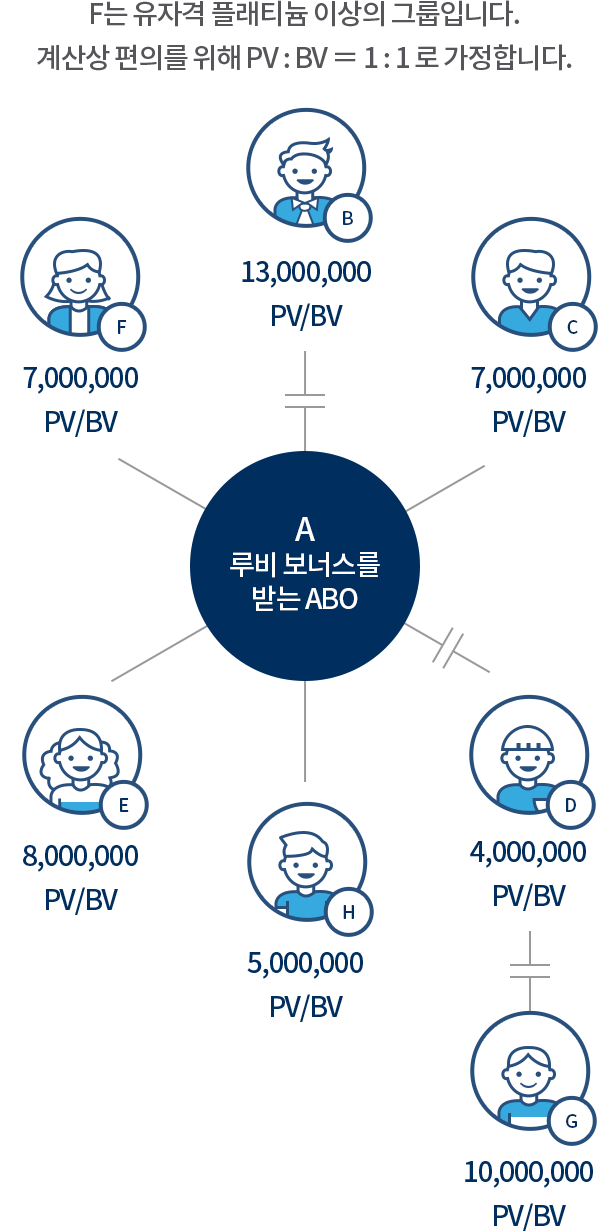 F는 유자격 플래티늄 이상의 그룹입니다.
계산상 편의를 위해 PV : BV = 1 : 1 로 가정합니다.
B
13,000,000
PV/BV
F
7,000,000
PV/BV
C
7,000,000
PV/BV
A
루비 보너스를
받는 ABO
E
8,000,000
PV/BV
D
4,000,000
PV/BV
H
5,000,000
PV/BV
G
10,000,000
PV/BV